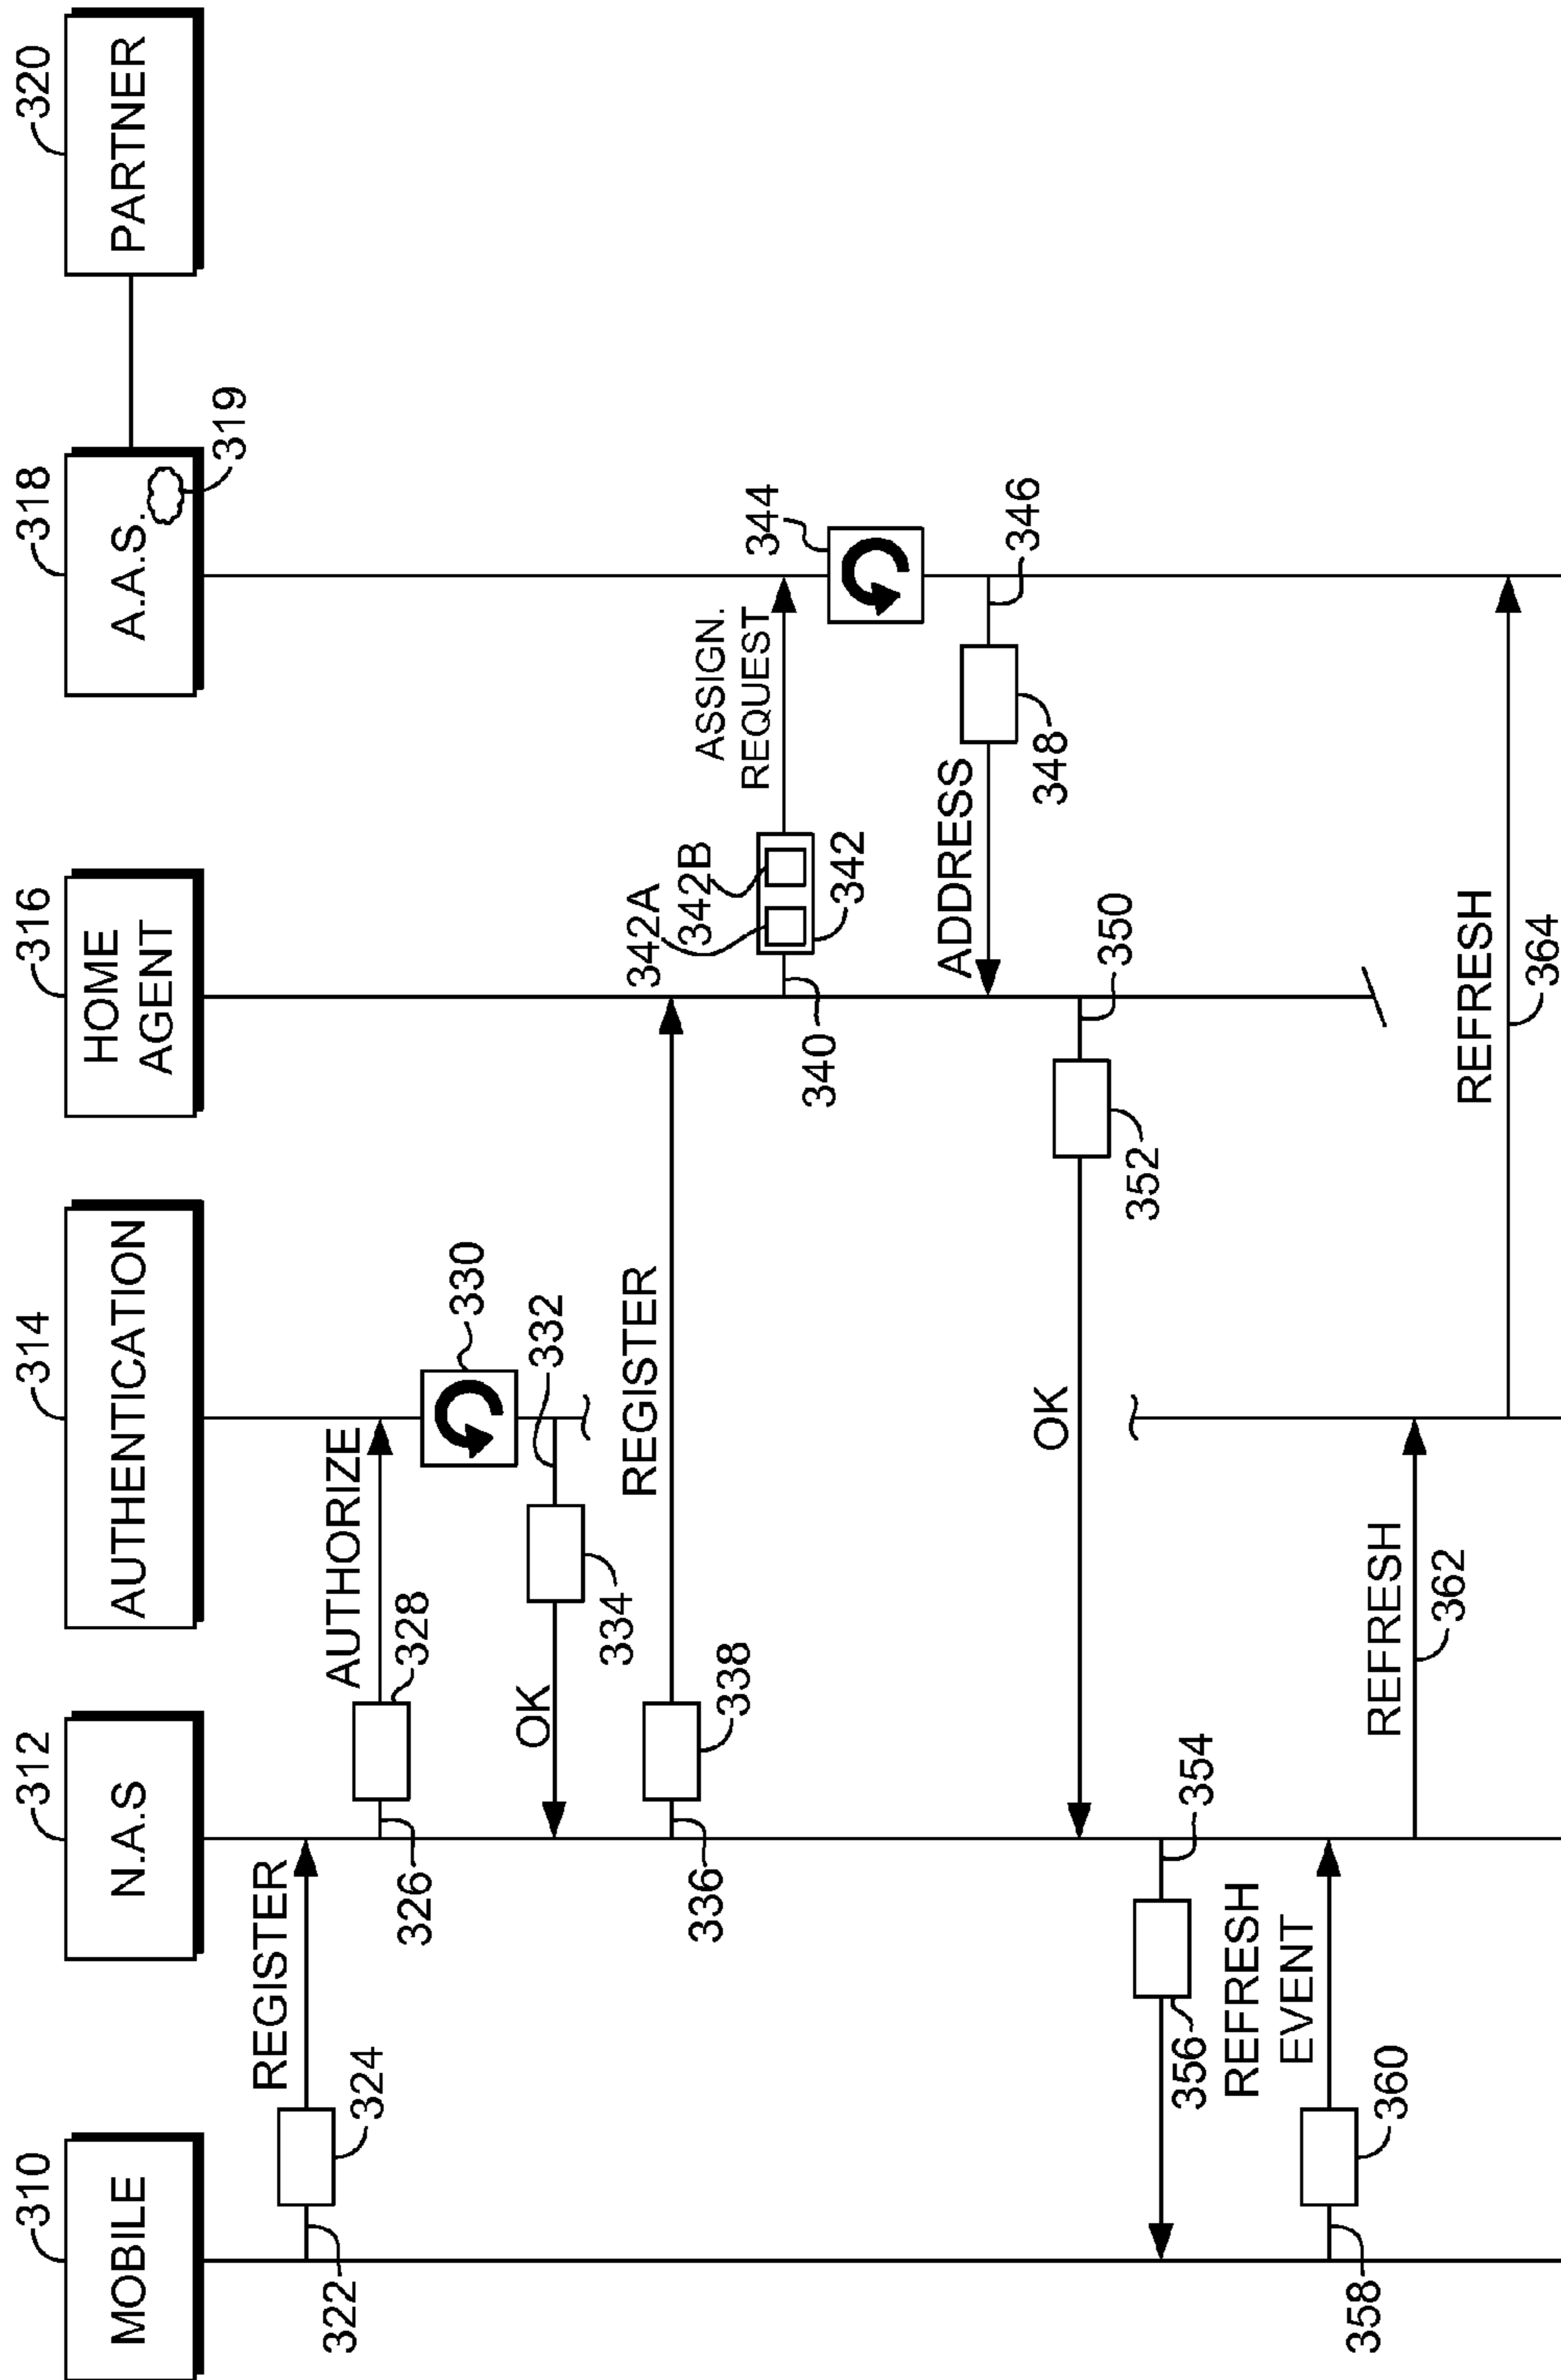 310
312
314
316
318
320
MOBILE
N.A.S
AUTHENTICATION
HOME
AGENT
A.A.S.
PARTNER
319
REGISTER
324
322
AUTHORIZE
328
326
330
332
OK
334
REGISTER
338
336
342A
342B
342
340
ASSIGN.
REQUEST
344
346
348
ADDRESS
350
352
OK
354
356
REFRESH
EVENT
360
358
REFRESH
362
REFRESH
364